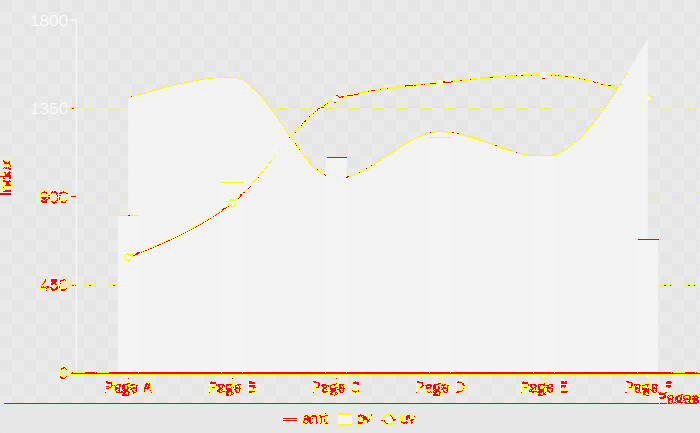 1800
1350
900
Index
450
0
Page A Page B Page C Page D Page E Page F
Pages
amt pv uv